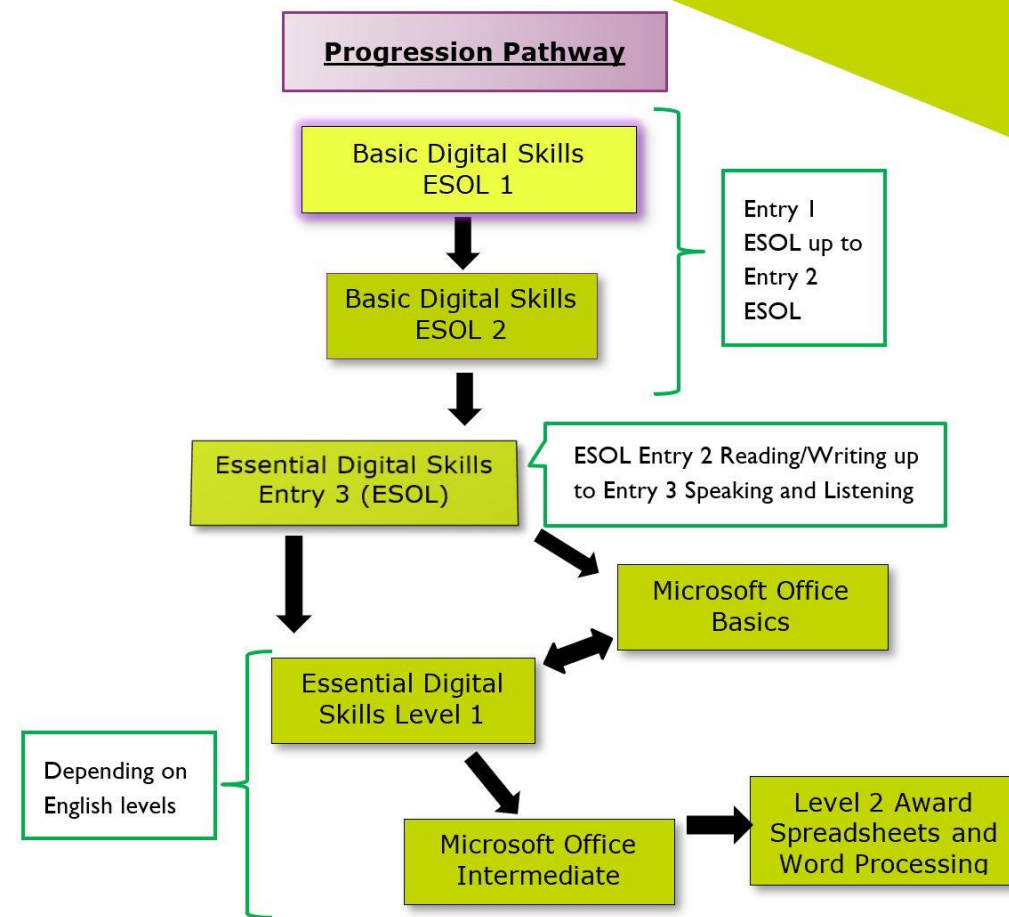 Progression Pathway
Basic Digital Skills
ESOL 1
Entry 1
ESOL up to
Entry 2
ESOL
Basic Digital Skills
ESOL 2
Essential Digital Skills
Entry 3 (ESOL)
ESOL Entry 2 Reading/Writing up
to Entry 3 Speaking and Listening
Microsoft Office
Basics
Essential Digital
Skills Level 1
Depending on
English levels
Microsoft Office
Intermediate
Level 2 Award
Spreadsheets and
Word Processing